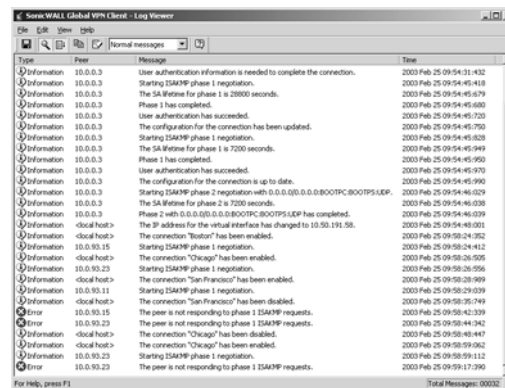 SonicWALL Global VPN Client - Log Viewer
File Edit View Help
Normal messages
Type Peer Message Time
Information 10.0.0.3 User authentication information is needed to complete the connection. 2003 Feb 25 09:54:31:432
Information 10.0.0.3 Starting ISAKMP phase 1 negotiation. 2003 Feb 25 09:54:45:418
Information 10.0.0.3 The SA lifetime for phase 1 is 28800 seconds. 2003 Feb 25 09:54:45:679
Information 10.0.0.3 Phase 1 has completed. 2003 Feb 25 09:54:45:680
Information 10.0.0.3 User authentication has succeeded. 2003 Feb 25 09:54:45:720
Information 10.0.0.3 The configuration for the connection has been updated. 2003 Feb 25 09:54:45:750
Information 10.0.0.3 Starting ISAKMP phase 1 negotiation. 2003 Feb 25 09:54:45:828
Information 10.0.0.3 The SA lifetime for phase 1 is 7200 seconds. 2003 Feb 25 09:54:45:949
Information 10.0.0.3 Phase 1 has completed. 2003 Feb 25 09:54:45:950
Information 10.0.0.3 User authentication has succeeded. 2003 Feb 25 09:54:45:970
Information 10.0.0.3 The configuration for the connection is up to date. 2003 Feb 25 09:54:45:990
Information 10.0.0.3 Starting ISAKMP phase 2 negotiation with 0.0.0.0/0.0.0.0:BOOTPC:BOOTPS:UDP. 2003 Feb 25 09:54:46:029
Information 10.0.0.3 The SA lifetime for phase 2 is 7200 seconds. 2003 Feb 25 09:54:46:038
Information 10.0.0.3 Phase 2 with 0.0.0.0/0.0.0.0:BOOTPC:BOOTPS:UDP has completed. 2003 Feb 25 09:54:46:039
Information <local host> The IP address for the virtual interface has changed to 10.50.191.58. 2003 Feb 25 09:54:48:001
Information <local host> The connection "Boston" has been enabled. 2003 Feb 25 09:58:24:352
Information 10.0.93.15 Starting ISAKMP phase 1 negotiation. 2003 Feb 25 09:58:24:412
Information <local host> The connection "Chicago" has been enabled. 2003 Feb 25 09:58:26:505
Information 10.0.93.23 Starting ISAKMP phase 1 negotiation. 2003 Feb 25 09:58:26:556
Information <local host> The connection "San Francisco" has been enabled. 2003 Feb 25 09:58:28:989
Information 10.0.93.11 Starting ISAKMP phase 1 negotiation. 2003 Feb 25 09:58:29:039
Information <local host> The connection "San Francisco" has been disabled. 2003 Feb 25 09:58:35:749
Error 10.0.93.15 The peer is not responding to phase 1 ISAKMP requests. 2003 Feb 25 09:58:42:339
Error 10.0.93.23 The peer is not responding to phase 1 ISAKMP requests. 2003 Feb 25 09:58:44:342
Information <local host> The connection "Chicago" has been disabled. 2003 Feb 25 09:58:48:447
Information <local host> The connection "Chicago" has been enabled. 2003 Feb 25 09:58:59:062
Information 10.0.93.23 Starting ISAKMP phase 1 negotiation. 2003 Feb 25 09:58:59:112
Error 10.0.93.23 The peer is not responding to phase 1 ISAKMP requests. 2003 Feb 25 09:59:17:390
For Help, press F1 Total Messages: 00032